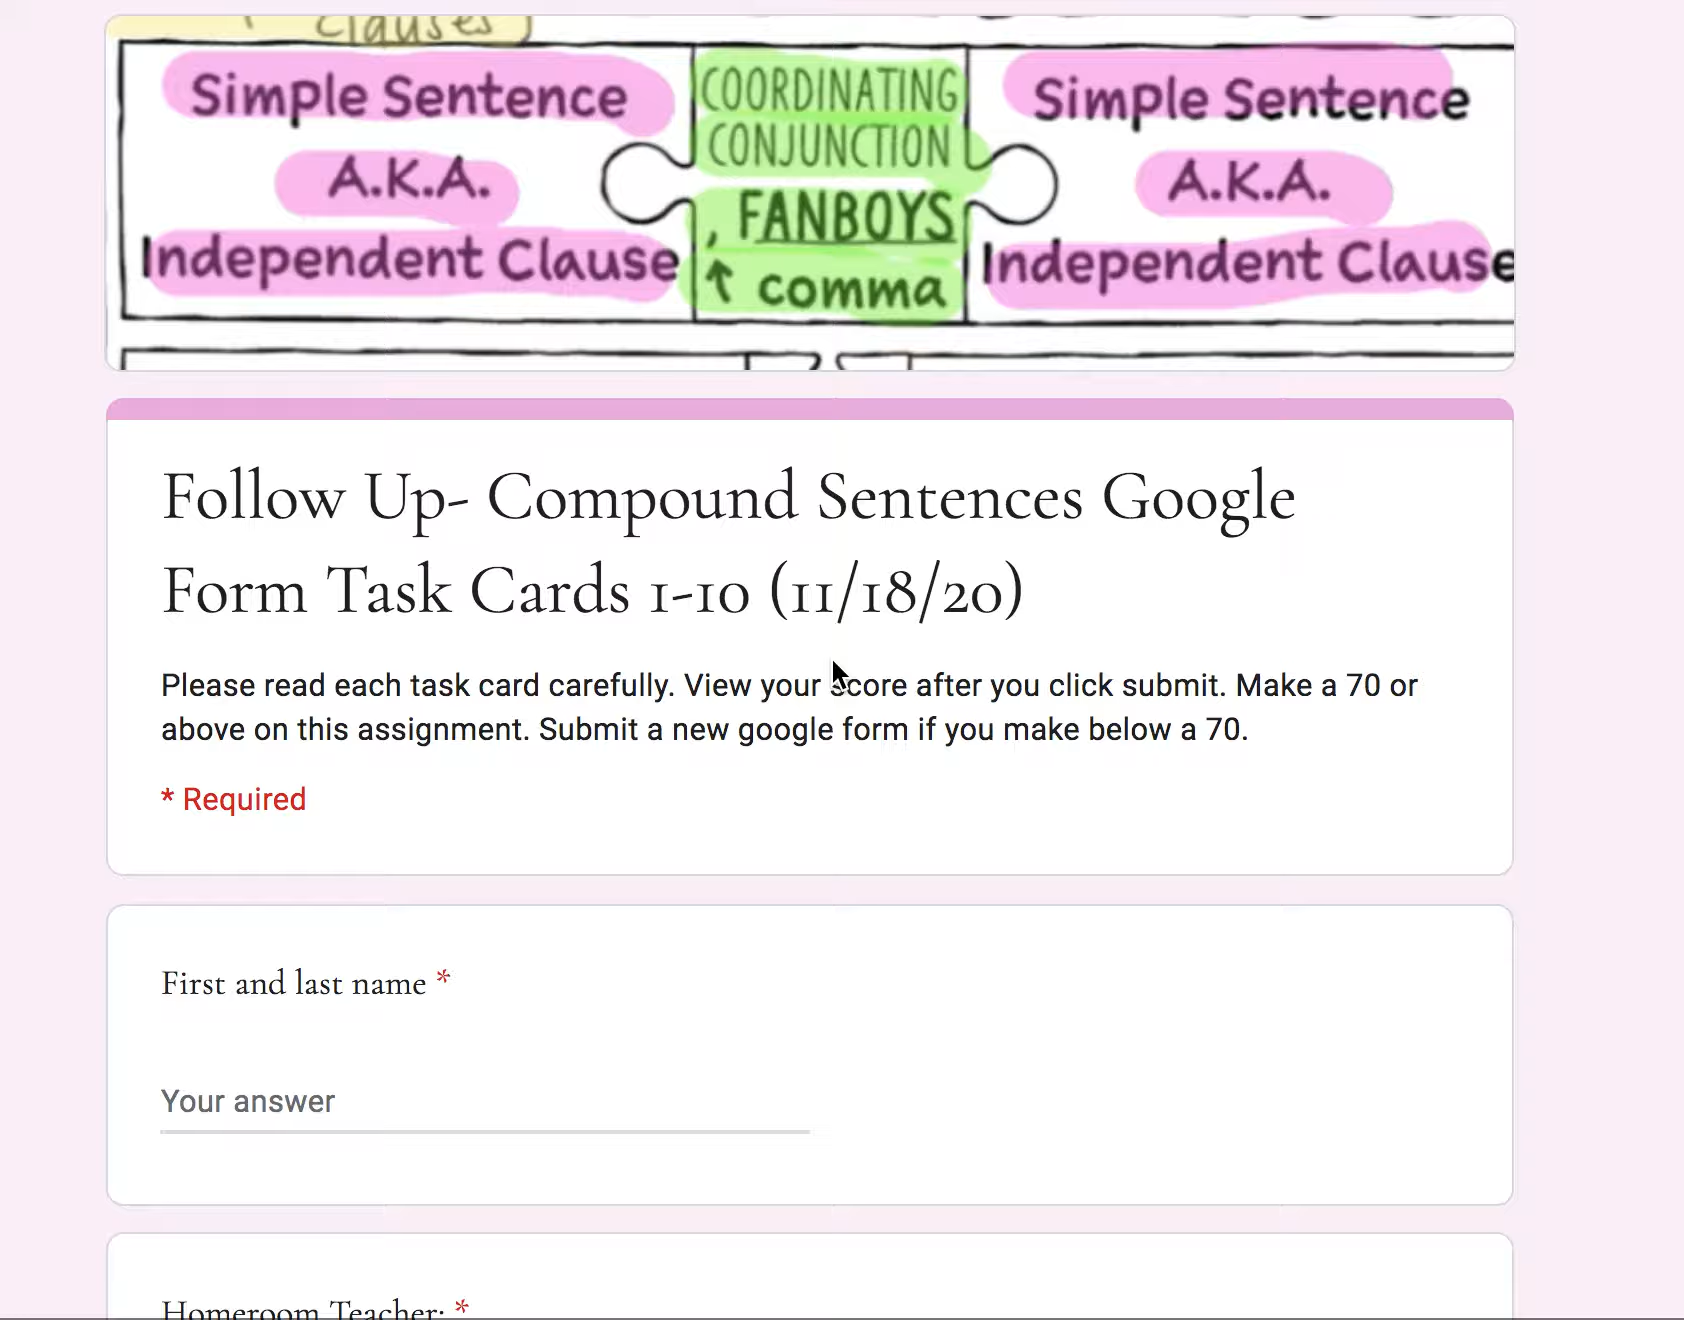 clauses
Simple Sentence
A.K.A.
Independent Clause
COORDINATING
CONJUNCTION
, FANBOYS
↑ comma
Simple Sentence
A.K.A.
Independent Clause
Follow Up- Compound Sentences Google
Form Task Cards 1-10 (11/18/20)
Please read each task card carefully. View your score after you click submit. Make a 70 or
above on this assignment. Submit a new google form if you make below a 70.
* Required
First and last name *
Your answer
Homeroom Teacher: *